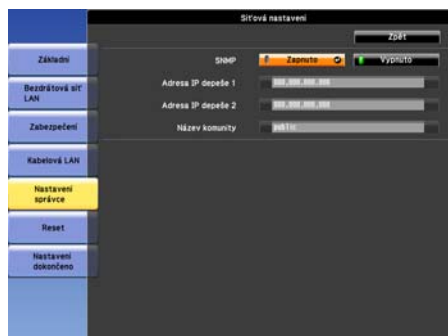 Síťová nastavení
Zpět
Základní
Bezdrátová síť
LAN
Zabezpečení
Kabelová LAN
Nastavení
správce
Reset
Nastavení
dokončeno
SNMP
Zapnuto
Vypnuto
Adresa IP depeše 1
Adresa IP depeše 2
Název komunity
public